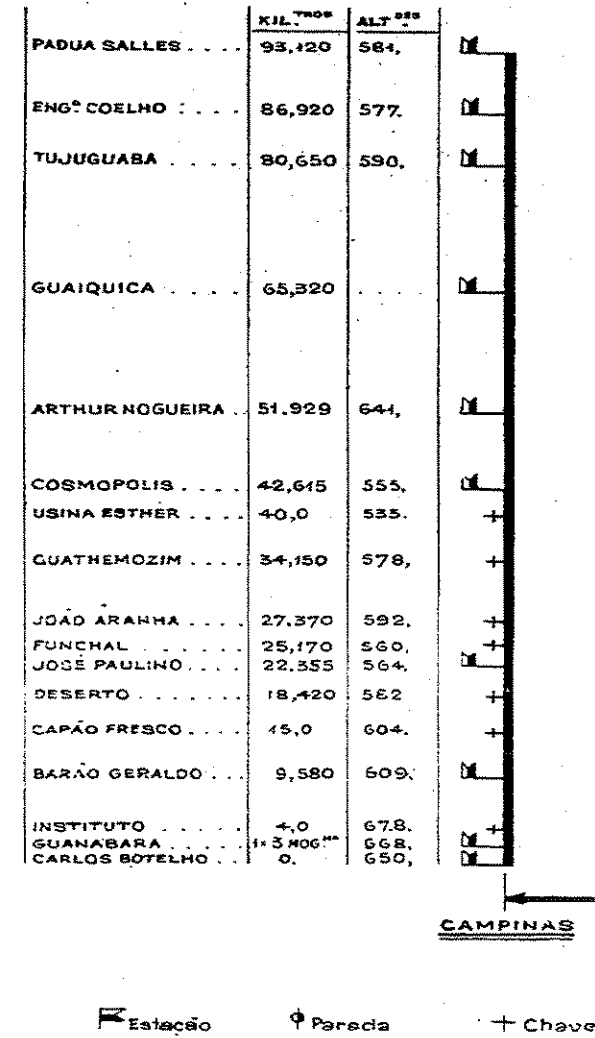 KIL.TROS ALT.DES
PADUA SALLES . . . . 93,120 581,
ENGº COELHO : . . . 86,920 577.
TUJUGUABA . . . . 80,650 590,
GUAIQUICA . . . . 65,320 . . . .
ARTHUR NOGUEIRA . . 51.929 641,
COSMOPOLIS . . . . 42,615 555,
USINA ESTHER . . . . 40,0 535.
GUATHEMOZIM . . . . 34,150 578,
JOÃO ARANHA . . . . 27.370 592,
FUNCHAL . . . . . 25,170 560,
JOSÉ PAULINO . . . . 22.355 564,
DESERTO . . . . . . . 18,420 562
CAPÃO FRESCO . . . . 15,0 604.
BARÃO GERALDO . . . 9,580 609.
INSTITUTO . . . . . 4,0 678.
GUANABARA . . . . . 668,
CARLOS BOTELHO . . 0. 650,
CAMPINAS
Estação Parada + Chave